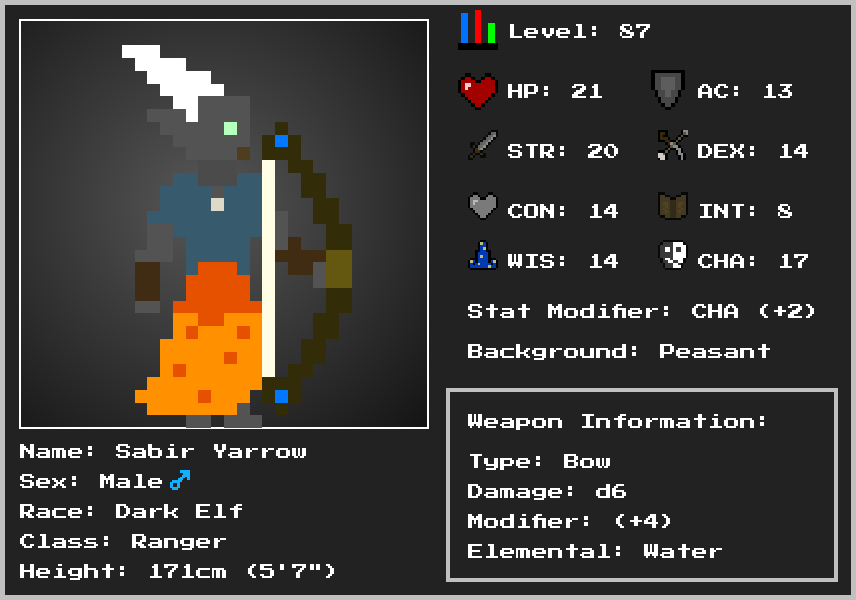 Level: 87
HP: 21 AC: 13
STR: 20 DEX: 14
CON: 14 INT: 8
WIS: 14 CHA: 17
Stat Modifier: CHA (+2)
Background: Peasant
Name: Sabir Yarrow
Sex: Male ♂
Race: Dark Elf
Class: Ranger
Height: 171cm (5'7")
Weapon Information:
Type: Bow
Damage: d6
Modifier: (+4)
Elemental: Water